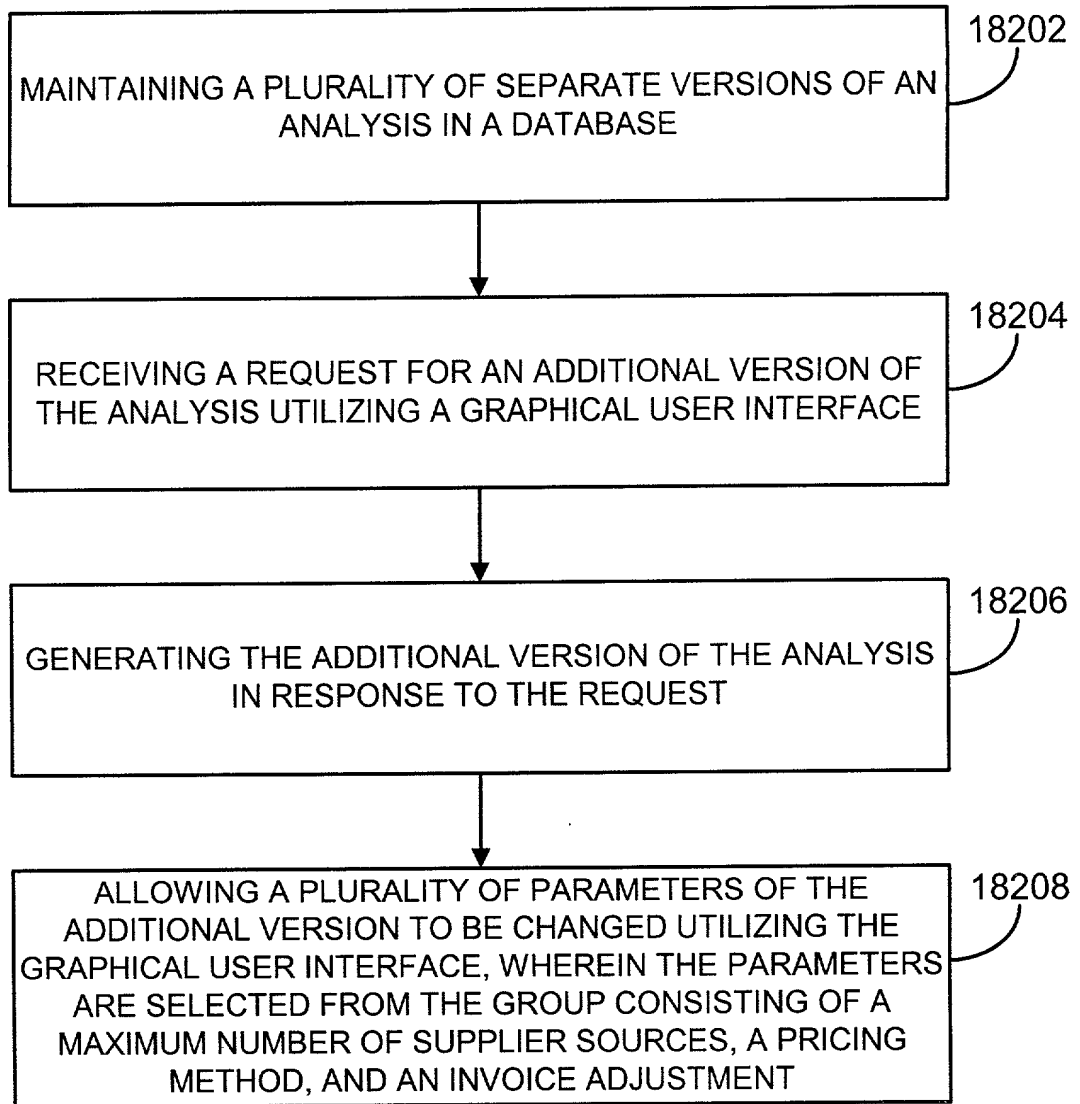 18202
MAINTAINING A PLURALITY OF SEPARATE VERSIONS OF AN
ANALYSIS IN A DATABASE
18204
RECEIVING A REQUEST FOR AN ADDITIONAL VERSION OF
THE ANALYSIS UTILIZING A GRAPHICAL USER INTERFACE
18206
GENERATING THE ADDITIONAL VERSION OF THE ANALYSIS
IN RESPONSE TO THE REQUEST
18208
ALLOWING A PLURALITY OF PARAMETERS OF THE
ADDITIONAL VERSION TO BE CHANGED UTILIZING THE
GRAPHICAL USER INTERFACE, WHEREIN THE PARAMETERS
ARE SELECTED FROM THE GROUP CONSISTING OF A
MAXIMUM NUMBER OF SUPPLIER SOURCES, A PRICING
METHOD, AND AN INVOICE ADJUSTMENT